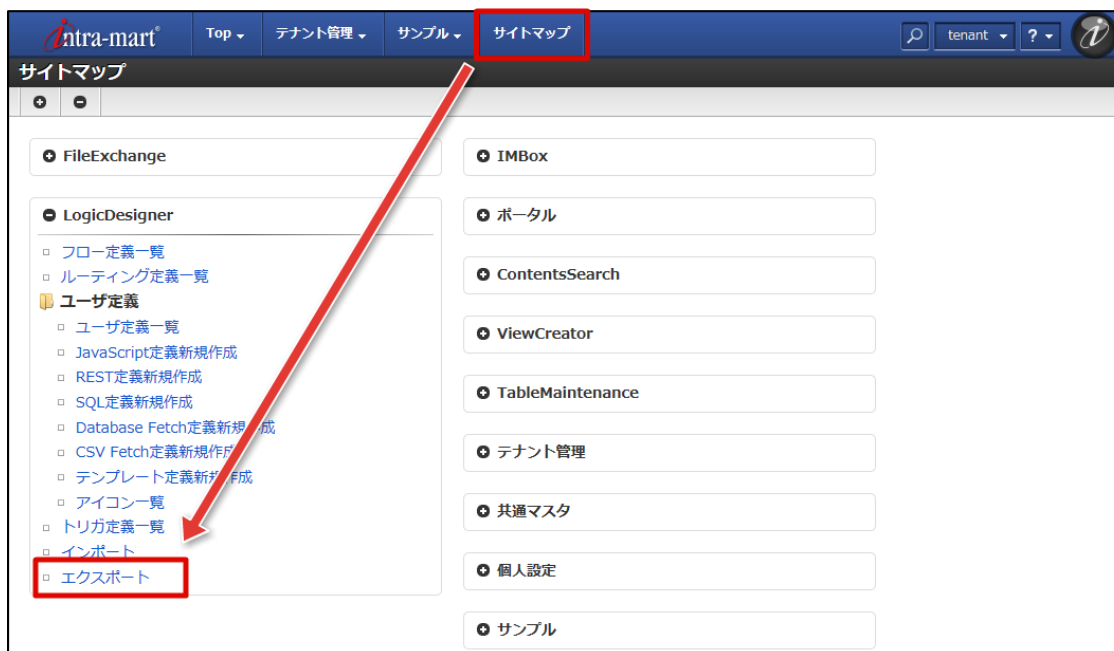 intra-mart® Top テナント管理 サンプル サイトマップ tenant ?
サイトマップ
FileExchange
LogicDesigner
フロー定義一覧
ルーティング定義一覧
ユーザ定義
ユーザ定義一覧
JavaScript定義新規作成
REST定義新規作成
SQL定義新規作成
Database Fetch定義新規作成
CSV Fetch定義新規作成
テンプレート定義新規作成
アイコン一覧
トリガ定義一覧
インポート
エクスポート
IMBox
ポータル
ContentsSearch
ViewCreator
TableMaintenance
テナント管理
共通マスタ
個人設定
サンプル